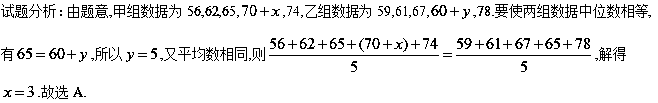 试题分析：由题意,甲组数据为 56,62,65,70+x,74,乙组数据为 59,61,67,60+y,78.要使两组数据中位数相等,
有 65=60+y,所以 y=5,又平均数相同,则 \frac{56+62+65+(70+x)+74}{5}=\frac{59+61+67+65+78}{5},解得
x=3.故选 A.